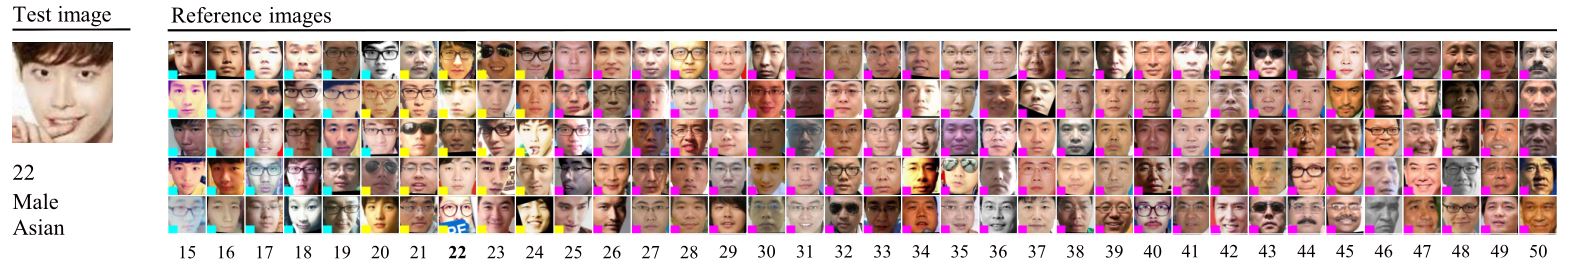 Test image
Reference images
22
Male
Asian
15 16 17 18 19 20 21 22 23 24 25 26 27 28 29 30 31 32 33 34 35 36 37 38 39 40 41 42 43 44 45 46 47 48 49 50